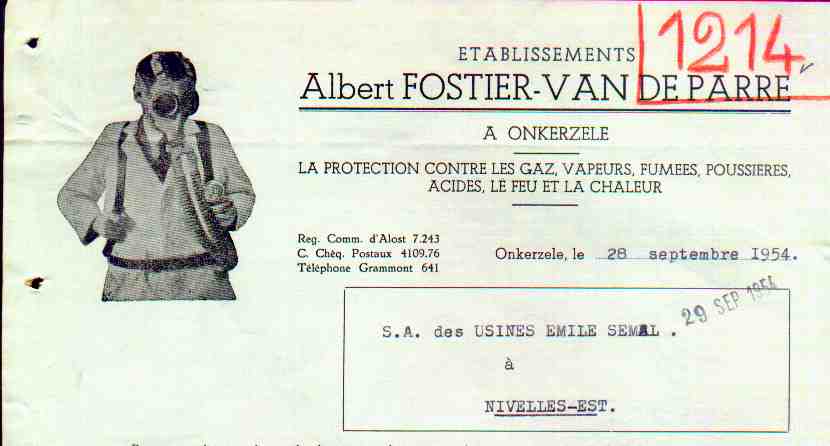 ETABLISSEMENTS
1214
Albert FOSTIER-VAN DE PARRE
A ONKERZELE
LA PROTECTION CONTRE LES GAZ, VAPEURS, FUMEES, POUSSIERES,
ACIDES, LE FEU ET LA CHALEUR
Reg. Comm. d'Alost 7.243
C. Chèq. Postaux 4109.76
Téléphone Grammont 641
Onkerzele, le 28 septembre 1954.
29 SEP 1954
S.A. des USINES EMILE SEMAL .
à
NIVELLES-EST.